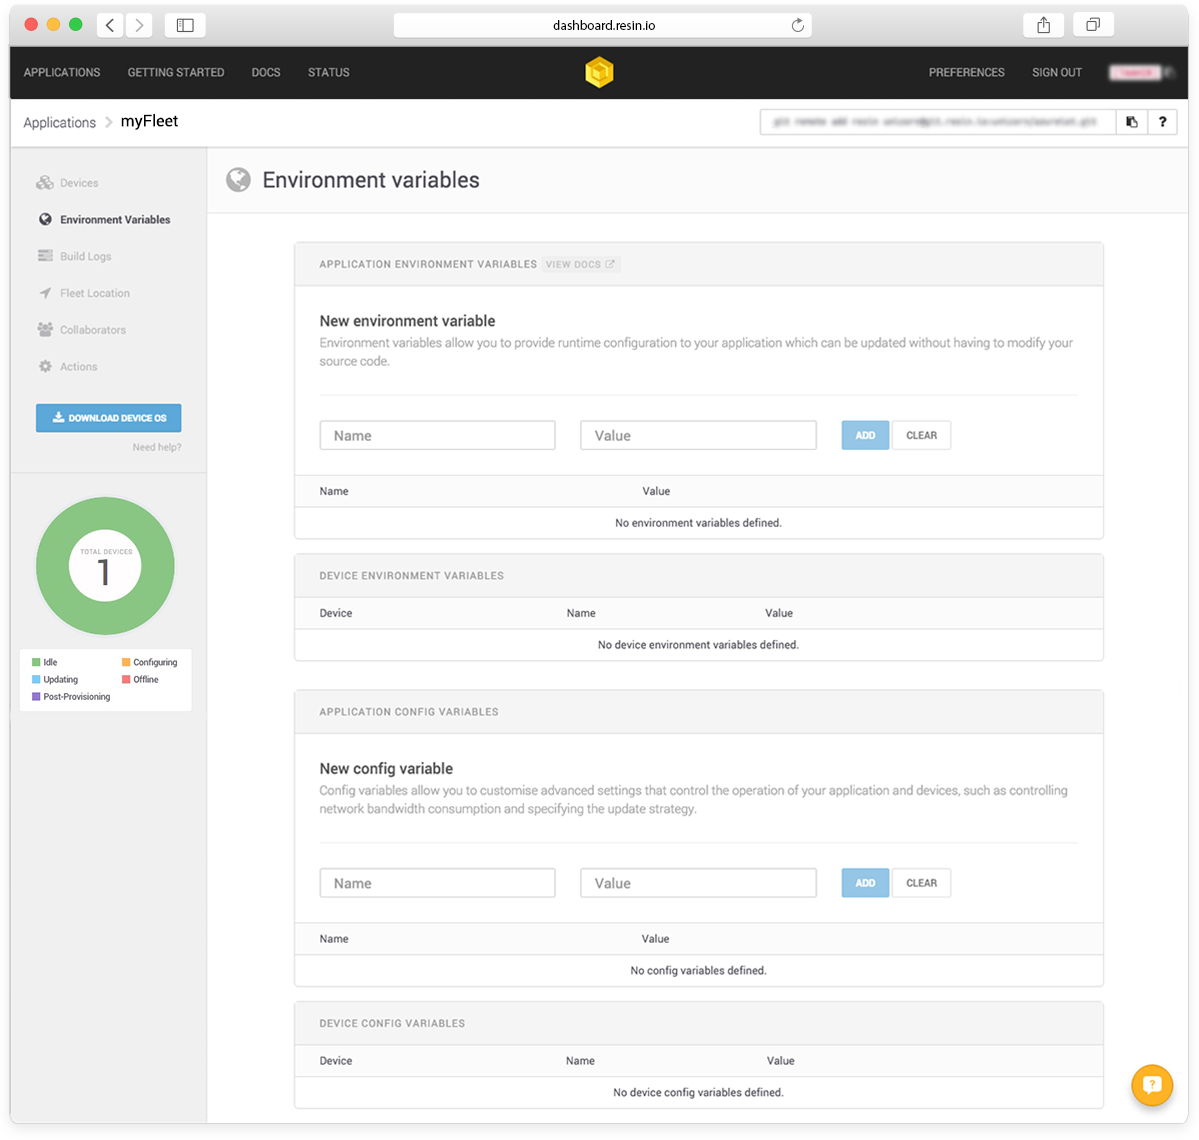 dashboard.resin.io
APPLICATIONS GETTING STARTED DOCS STATUS PREFERENCES SIGN OUT
Applications myFleet
?
Devices
Environment Variables
Build Logs
Fleet Location
Collaborators
Actions
DOWNLOAD DEVICE OS
Need help?
TOTAL DEVICES
1
Idle Configuring
Updating Offline
Post-Provisioning
Environment variables
APPLICATION ENVIRONMENT VARIABLES VIEW DOCS
New environment variable
Environment variables allow you to provide runtime configuration to your application which can be updated without having to modify your
source code.
Name Value ADD CLEAR
Name Value
No environment variables defined.
DEVICE ENVIRONMENT VARIABLES
Device Name Value
No device environment variables defined.
APPLICATION CONFIG VARIABLES
New config variable
Config variables allow you to customise advanced settings that control the operation of your application and devices, such as controlling
network bandwidth consumption and specifying the update strategy.
Name Value ADD CLEAR
Name Value
No config variables defined.
DEVICE CONFIG VARIABLES
Device Name Value
No device config variables defined.
?